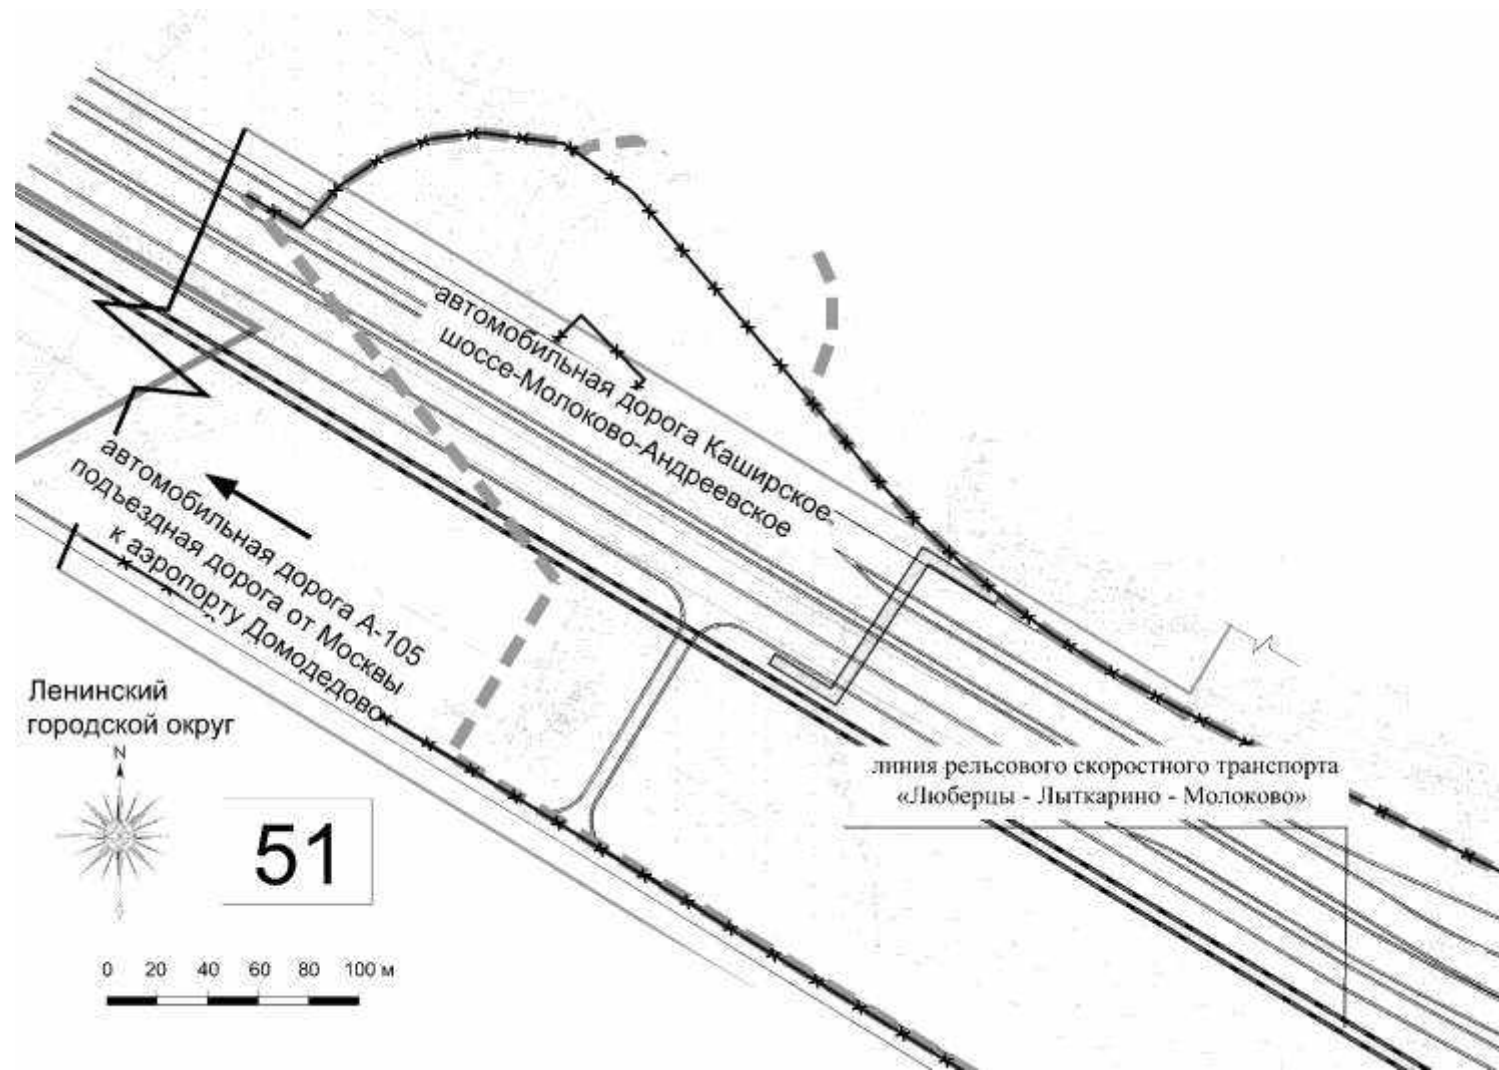 автомобильная дорога Каширское
шоссе-Молоково-Андреевское
автомобильная дорога А-105
подъездная дорога от Москвы
к аэропорту Домодедово
Ленинский
городской округ
N
51
линия рельсового скоростного транспорта
«Люберцы - Лыткарино - Молоково»
0 20 40 60 80 100 м